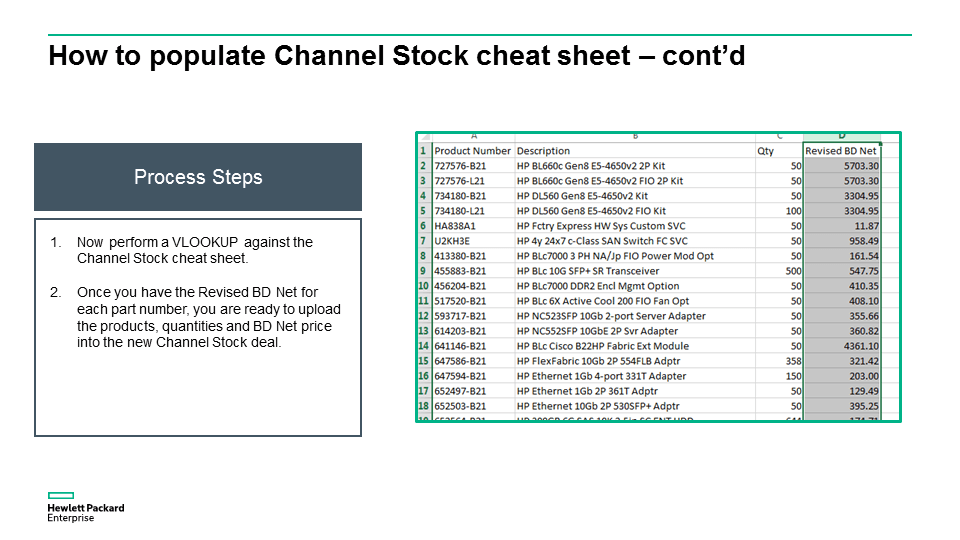 How to populate Channel Stock cheat sheet – cont’d
Process Steps
1. Now perform a VLOOKUP against the
Channel Stock cheat sheet.
2. Once you have the Revised BD Net for
each part number, you are ready to upload
the products, quantities and BD Net price
into the new Channel Stock deal.
A B C D
1 Product Number Description Qty Revised BD Net
2 727576-B21 HP BL660c Gen8 E5-4650v2 2P Kit 50 5703.30
3 727576-L21 HP BL660c Gen8 E5-4650v2 FIO 2P Kit 50 5703.30
4 734180-B21 HP DL560 Gen8 E5-4650v2 Kit 50 3304.95
5 734180-L21 HP DL560 Gen8 E5-4650v2 FIO Kit 100 3304.95
6 HA838A1 HP Fctry Express HW Sys Custom SVC 50 11.87
7 U2KH3E HP 4y 24x7 c-Class SAN Switch FC SVC 50 958.49
8 413380-B21 HP BLc7000 3 PH NA/Jp FIO Power Mod Opt 50 161.54
9 455883-B21 HP BLc 10G SFP+ SR Transceiver 500 547.75
10 456204-B21 HP BLc7000 DDR2 Encl Mgmt Option 50 410.35
11 517520-B21 HP BLc 6X Active Cool 200 FIO Fan Opt 50 408.10
12 593717-B21 HP NC523SFP 10Gb 2-port Server Adapter 50 355.66
13 614203-B21 HP NC552SFP 10GbE 2P Svr Adapter 50 360.82
14 641146-B21 HP BLc Cisco B22HP Fabric Ext Module 50 4361.10
15 647586-B21 HP FlexFabric 10Gb 2P 554FLB Adptr 358 321.42
16 647594-B21 HP Ethernet 1Gb 4-port 331T Adapter 150 203.00
17 652497-B21 HP Ethernet 1Gb 2P 361T Adptr 50 129.49
18 652503-B21 HP Ethernet 10Gb 2P 530SFP+ Adptr 50 395.25
Hewlett Packard
Enterprise